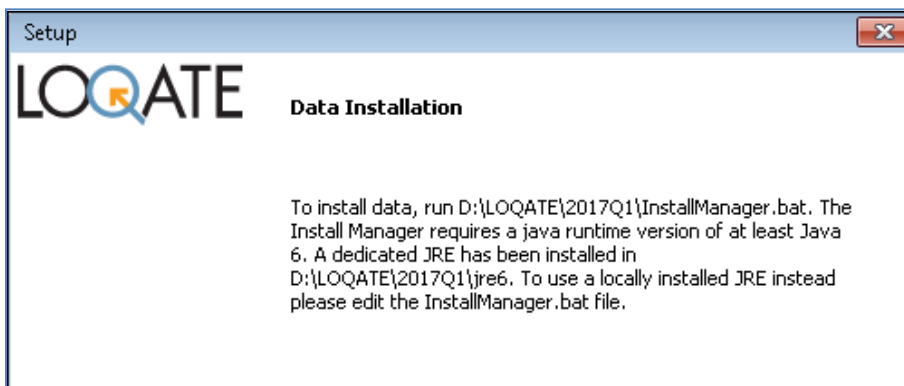 Setup
LOQATE
Data Installation
To install data, run D:\LOQATE\2017Q1\InstallManager.bat. The
Install Manager requires a java runtime version of at least Java
6. A dedicated JRE has been installed in
D:\LOQATE\2017Q1\jre6. To use a locally installed JRE instead
please edit the InstallManager.bat file.